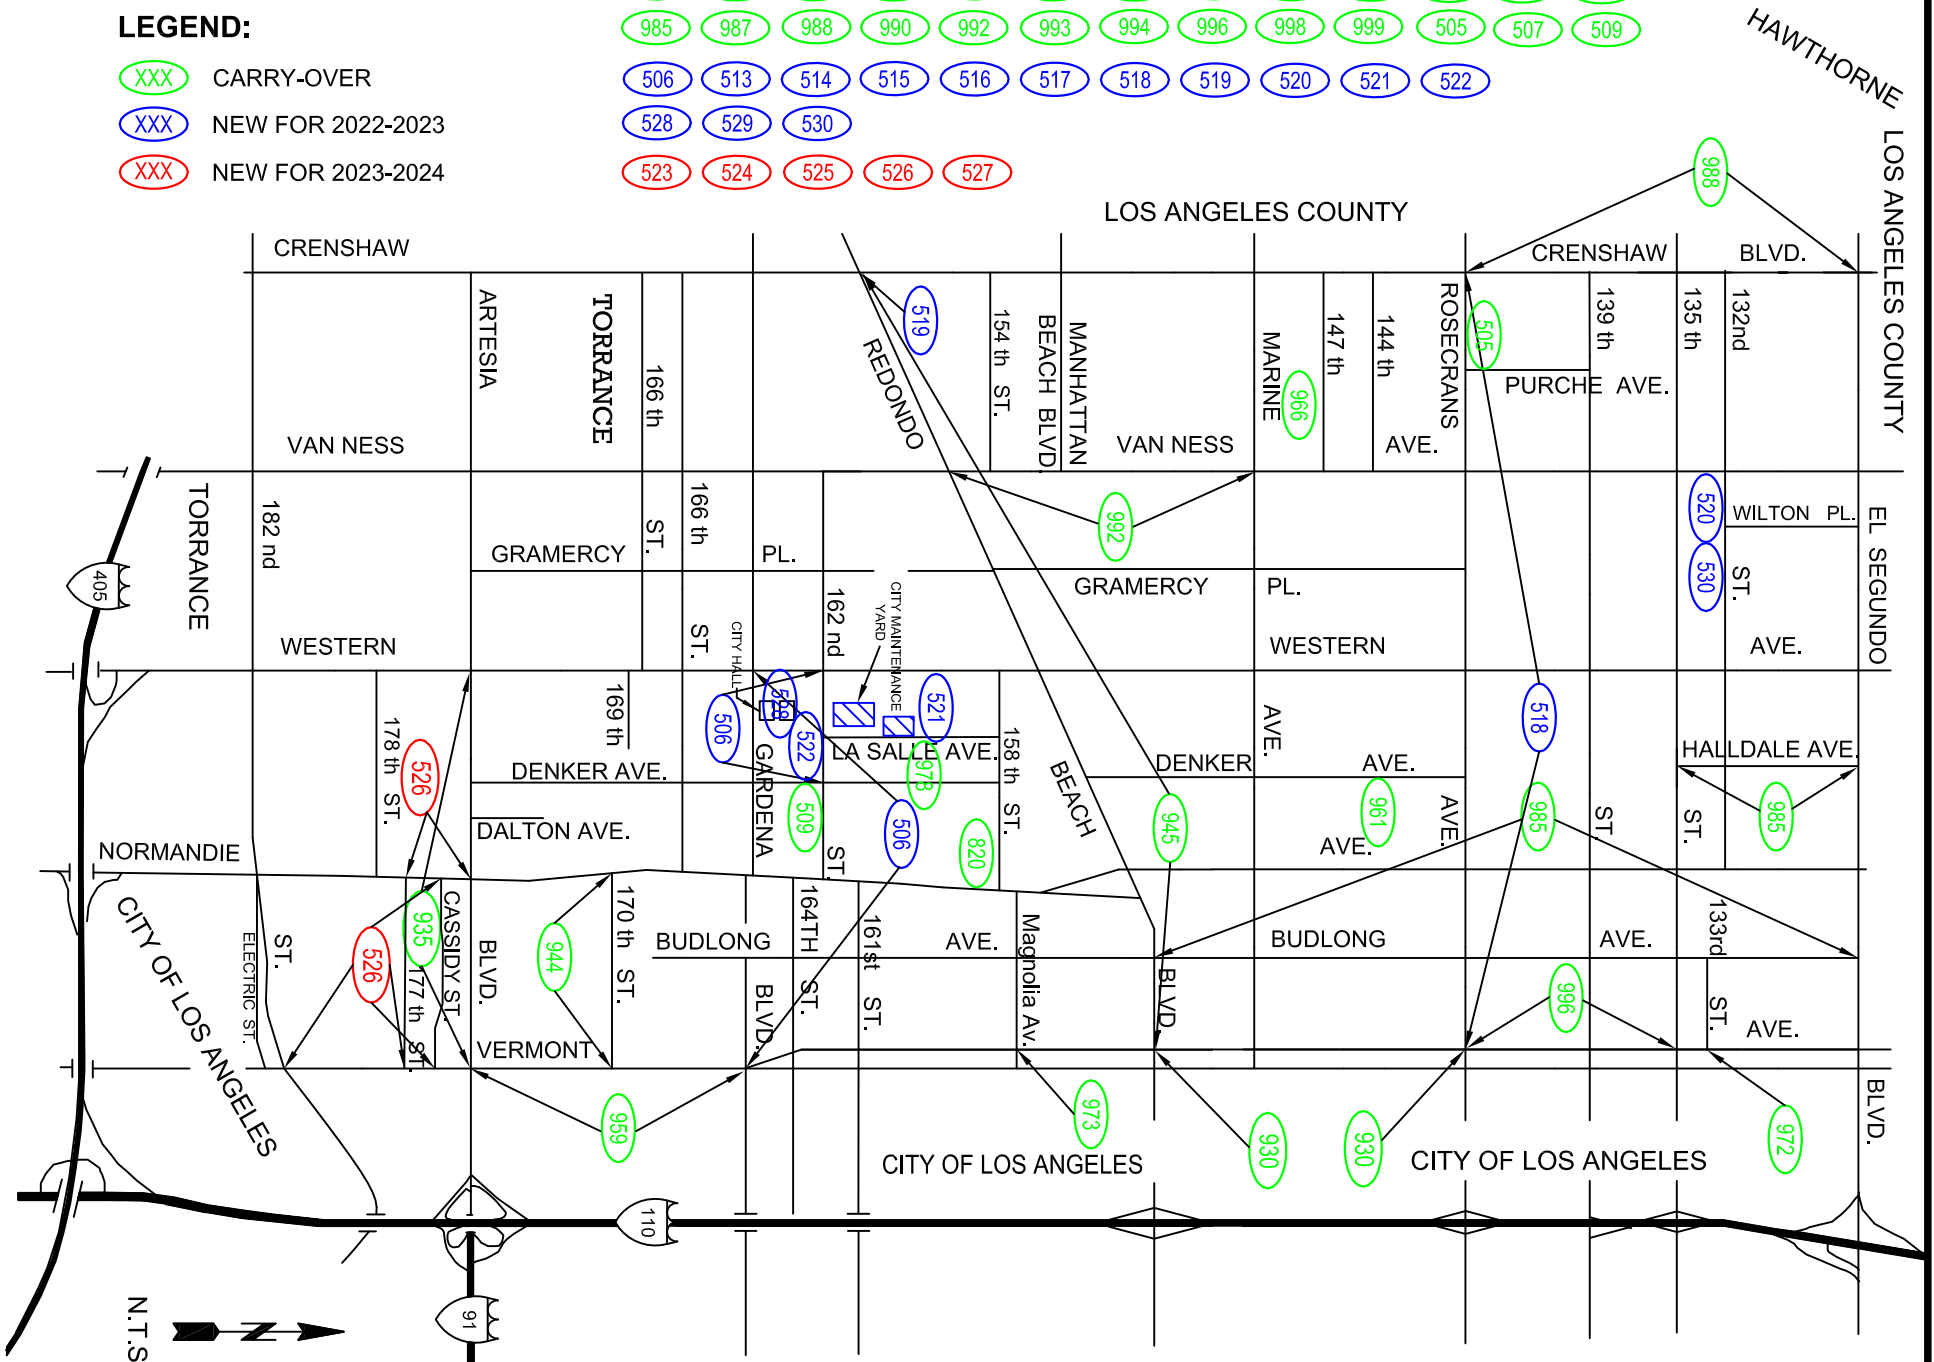 LEGEND:
985 987 988 990 992 993 994 996 998 999 505 507 509
XXX CARRY-OVER
506 513 514 515 516 517 518 519 520 521 522
XXX NEW FOR 2022-2023
528 529 530
XXX NEW FOR 2023-2024
523 524 525 526 527
HAWTHORNE
LOS ANGELES COUNTY
LOS ANGELES COUNTY
988
CRENSHAW
CRENSHAW
BLVD.
ARTESIA
TORRANCE
166 th
519
REDONDO
154 th ST.
MANHATTAN
BEACH BLVD.
MARINE
966
147 th
144 th
ROSECRANS
505
139 th
135 th
132nd
PURCHE AVE.
VAN NESS
VAN NESS
AVE.
TORRANCE
182 nd
405
ST.
166 th
ST.
GRAMERCY
PL.
992
GRAMERCY
PL.
520
530
WILTON PL.
ST.
EL SEGUNDO
162 nd
CITY MAINTENANCE
YARD
CITY HALL
WESTERN
WESTERN
AVE.
169 th
178 th ST.
526
506
528
522
521
LA SALLE AVE.
978
158 th ST.
BEACH
DENKER AVE.
DENKER
AVE.
AVE.
518
HALLDALE AVE.
GARDENA
509
ST.
506
820
945
961
AVE.
985
ST.
ST.
985
DALTON AVE.
NORMANDIE
AVE.
CITY OF LOS ANGELES
ELECTRIC ST.
ST.
526
935
177 th ST.
CASSIDY ST.
BLVD.
944
170 th ST.
BUDLONG
AVE.
BLVD.
164TH ST.
161st ST.
Magnolia Av.
BLVD.
BUDLONG
AVE.
996
133rd
ST.
AVE.
VERMONT
959
973
930
930
972
BLVD.
CITY OF LOS ANGELES
CITY OF LOS ANGELES
110
91
N.T.S
N